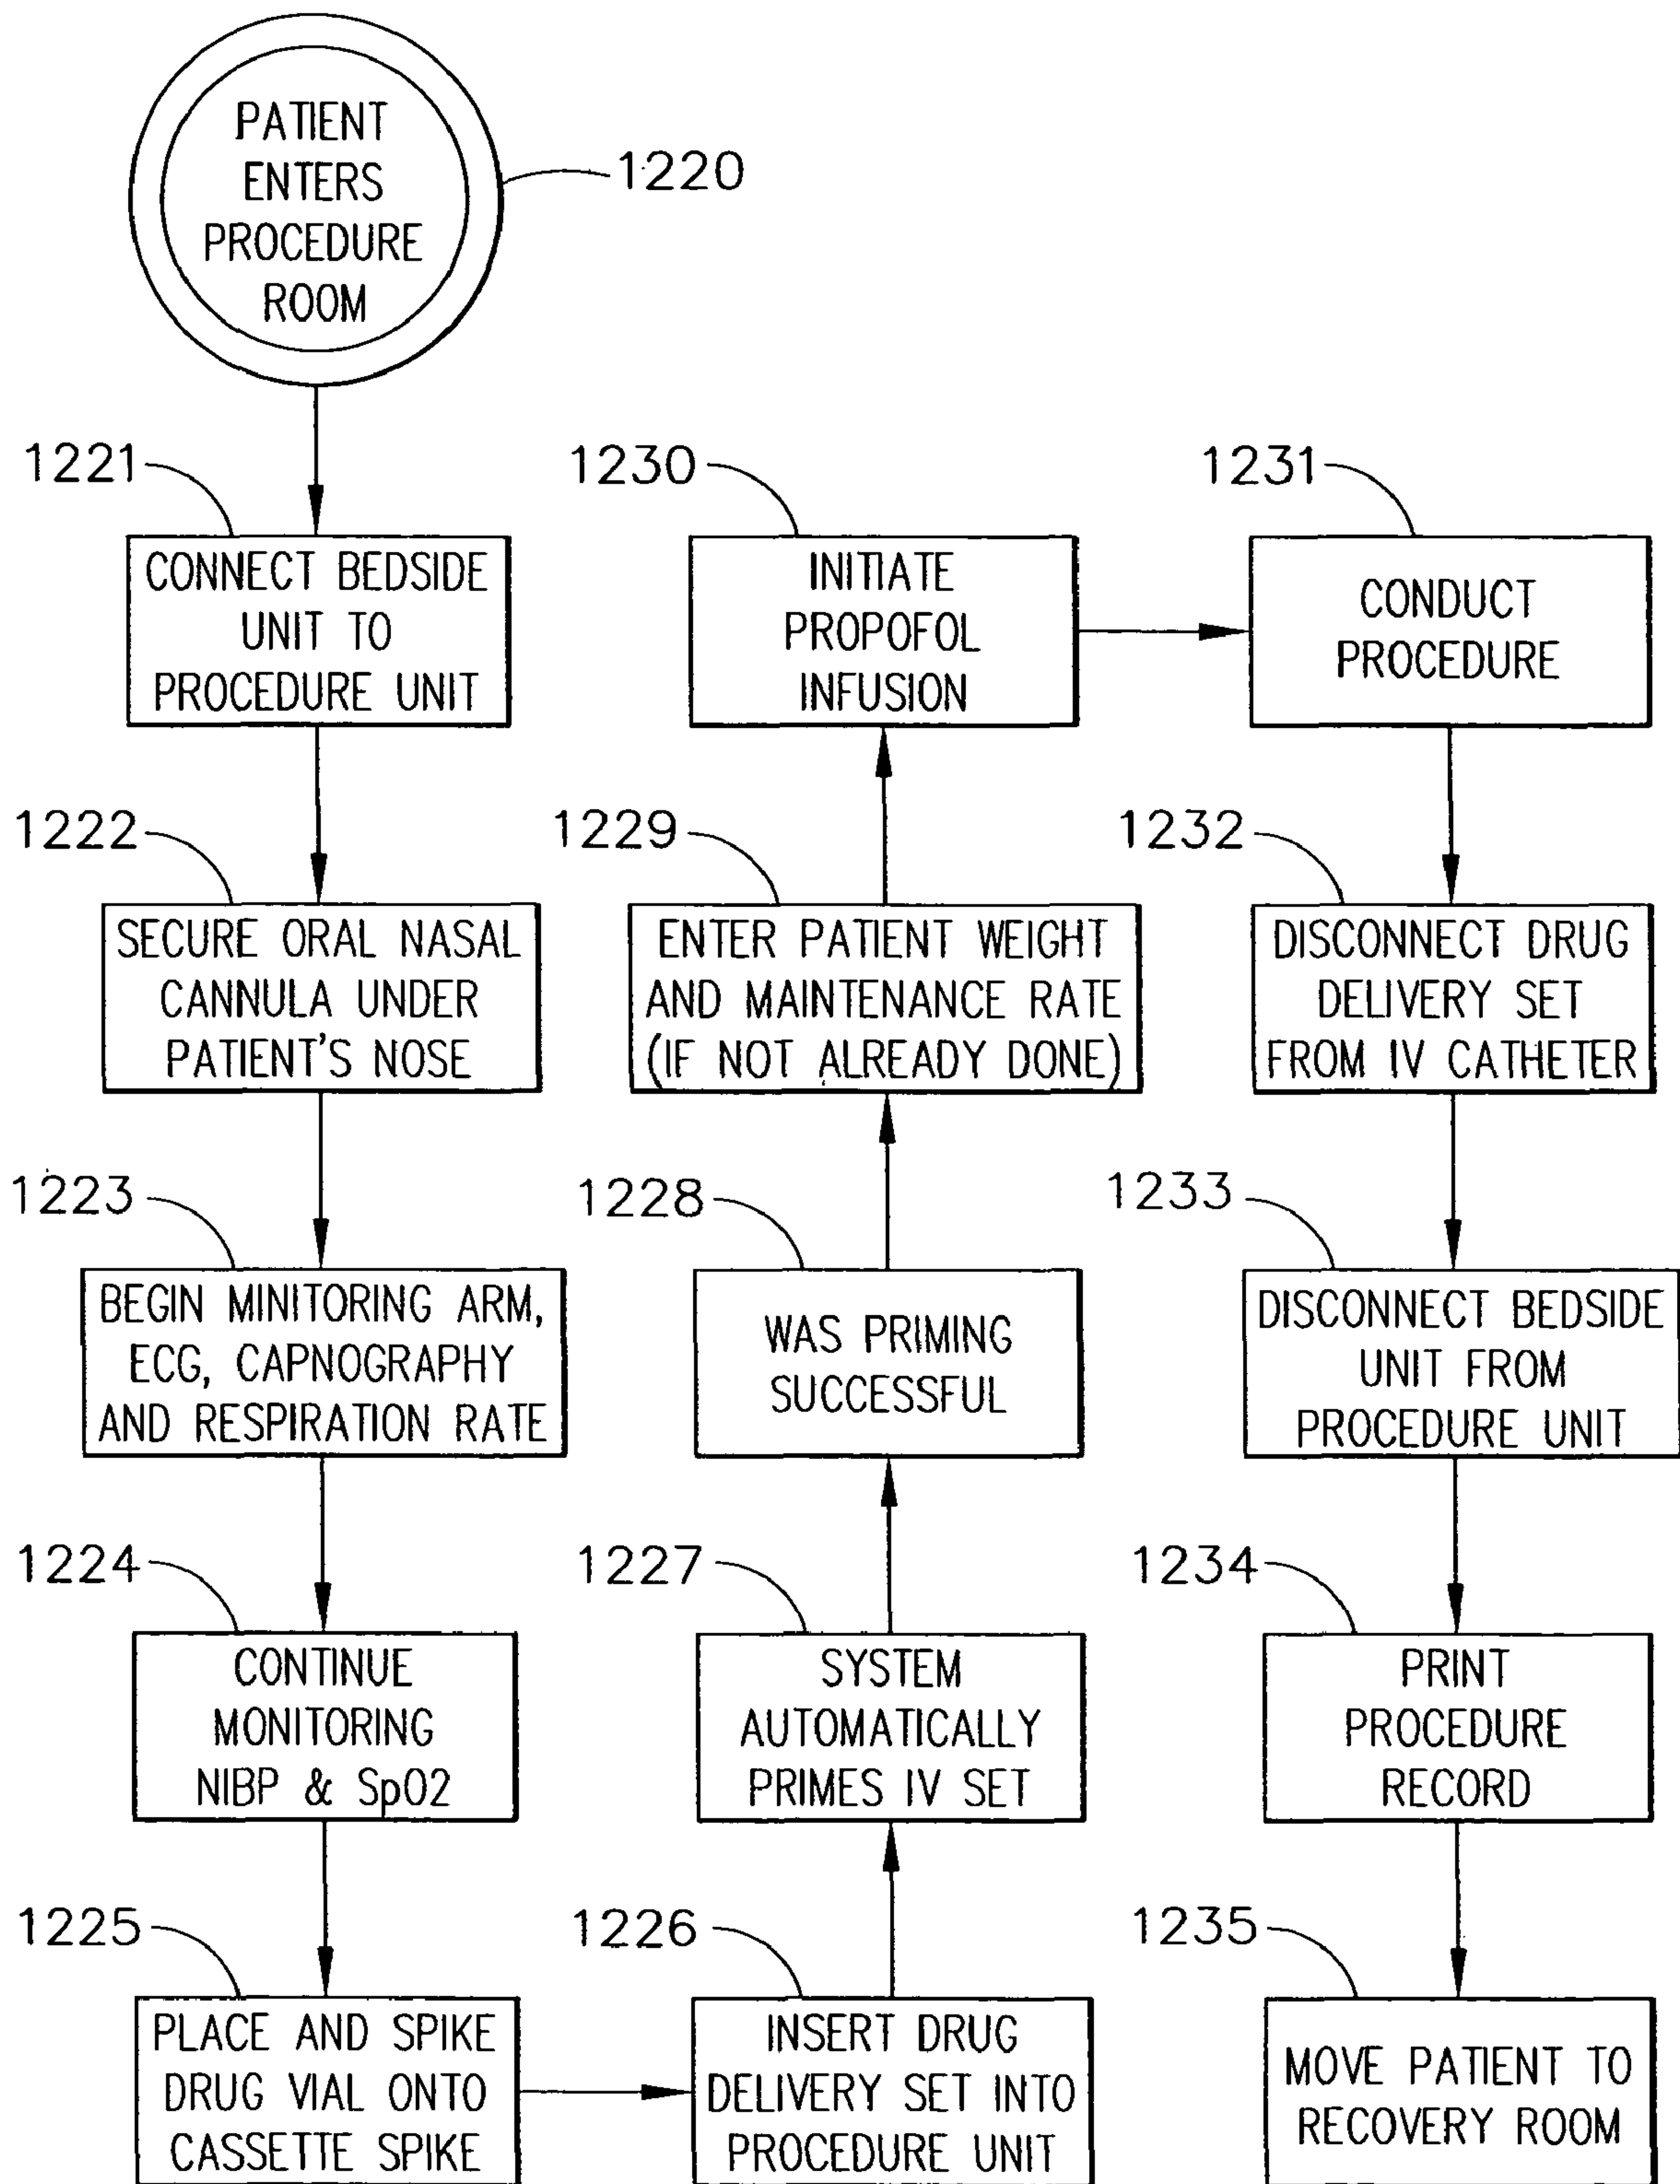 PATIENT
ENTERS
PROCEDURE
ROOM
1220
1221
CONNECT BEDSIDE
UNIT TO
PROCEDURE UNIT
1222
SECURE ORAL NASAL
CANNULA UNDER
PATIENT'S NOSE
1223
BEGIN MINITORING ARM,
ECG, CAPNOGRAPHY
AND RESPIRATION RATE
1224
CONTINUE
MONITORING
NIBP & SpO2
1225
PLACE AND SPIKE
DRUG VIAL ONTO
CASSETTE SPIKE
1226
INSERT DRUG
DELIVERY SET INTO
PROCEDURE UNIT
1227
SYSTEM
AUTOMATICALLY
PRIMES IV SET
1228
WAS PRIMING
SUCCESSFUL
1229
ENTER PATIENT WEIGHT
AND MAINTENANCE RATE
(IF NOT ALREADY DONE)
1230
INITIATE
PROPOFOL
INFUSION
1231
CONDUCT
PROCEDURE
1232
DISCONNECT DRUG
DELIVERY SET
FROM IV CATHETER
1233
DISCONNECT BEDSIDE
UNIT FROM
PROCEDURE UNIT
1234
PRINT
PROCEDURE
RECORD
1235
MOVE PATIENT TO
RECOVERY ROOM